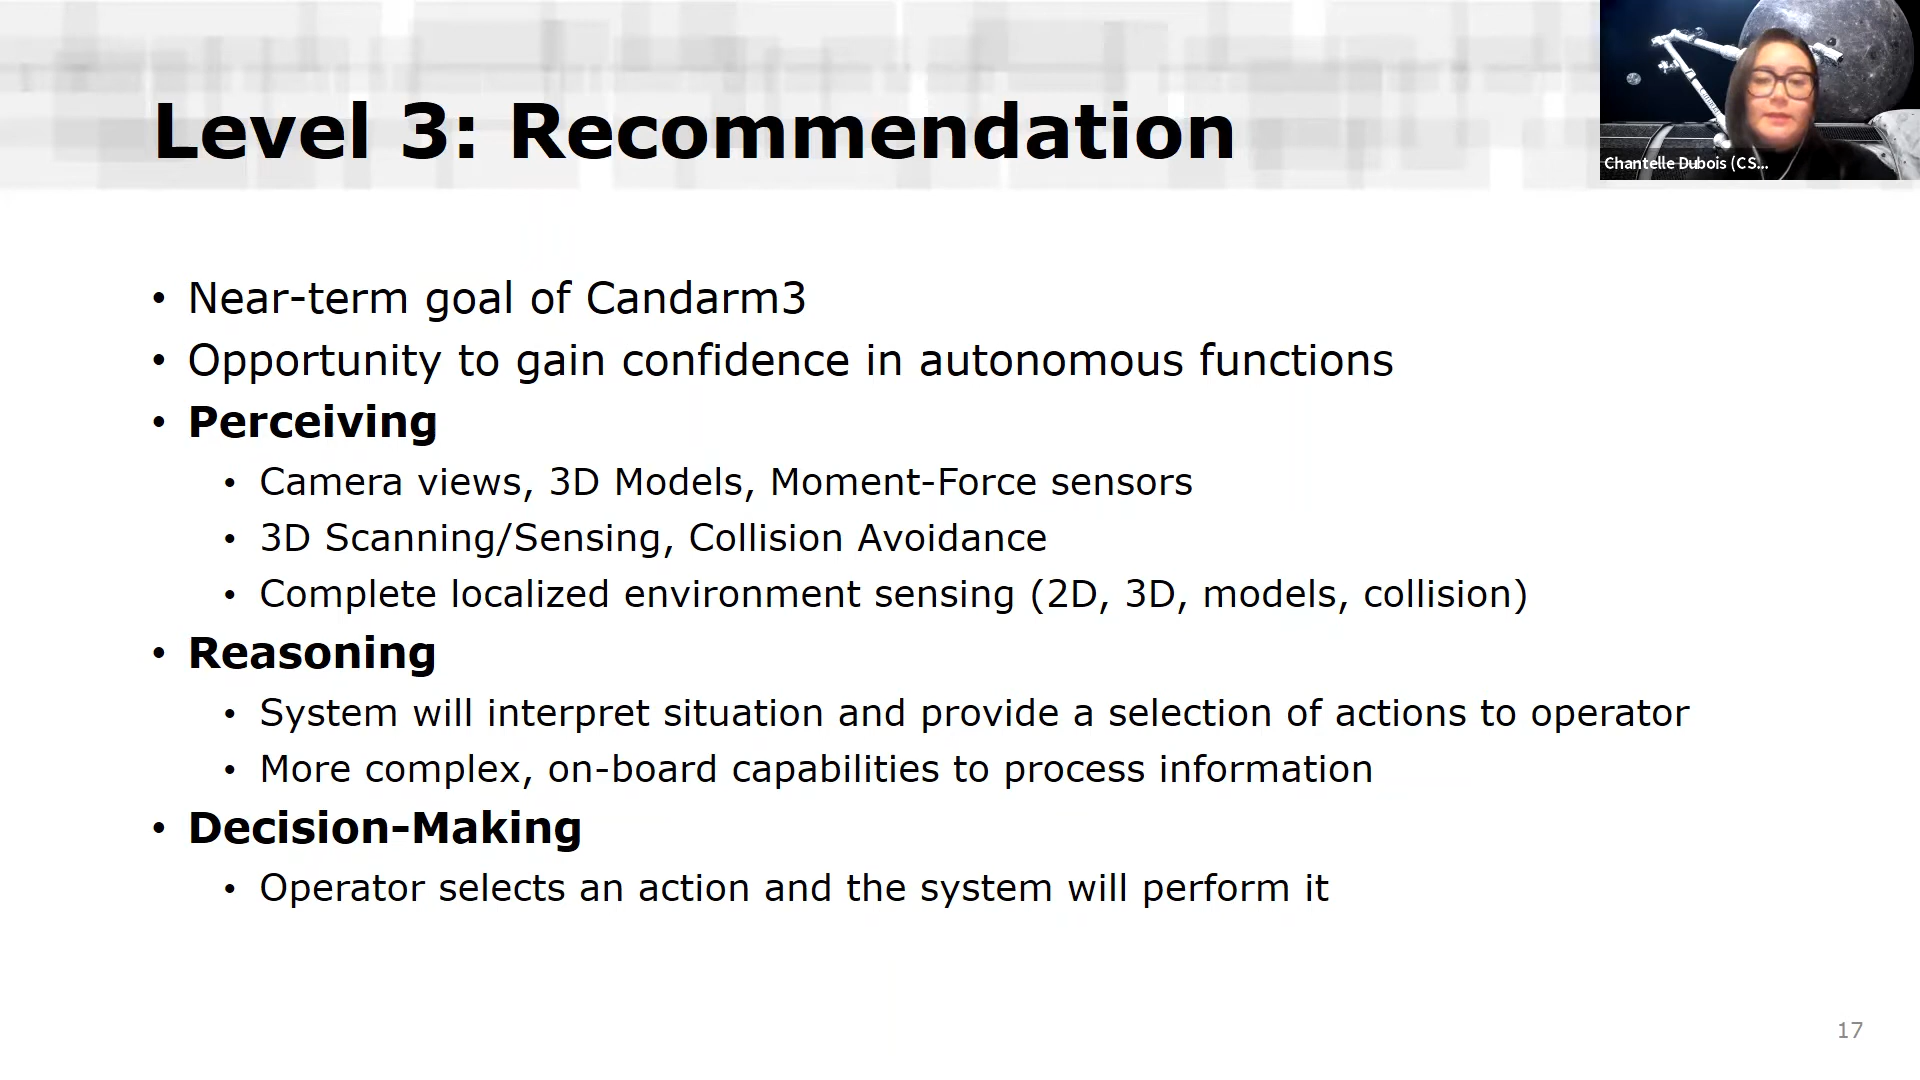 Level 3: Recommendation
Chantelle Dubois (CS...
• Near-term goal of Candarm3
• Opportunity to gain confidence in autonomous functions
• Perceiving
• Camera views, 3D Models, Moment-Force sensors
• 3D Scanning/Sensing, Collision Avoidance
• Complete localized environment sensing (2D, 3D, models, collision)
• Reasoning
• System will interpret situation and provide a selection of actions to operator
• More complex, on-board capabilities to process information
• Decision-Making
• Operator selects an action and the system will perform it
17